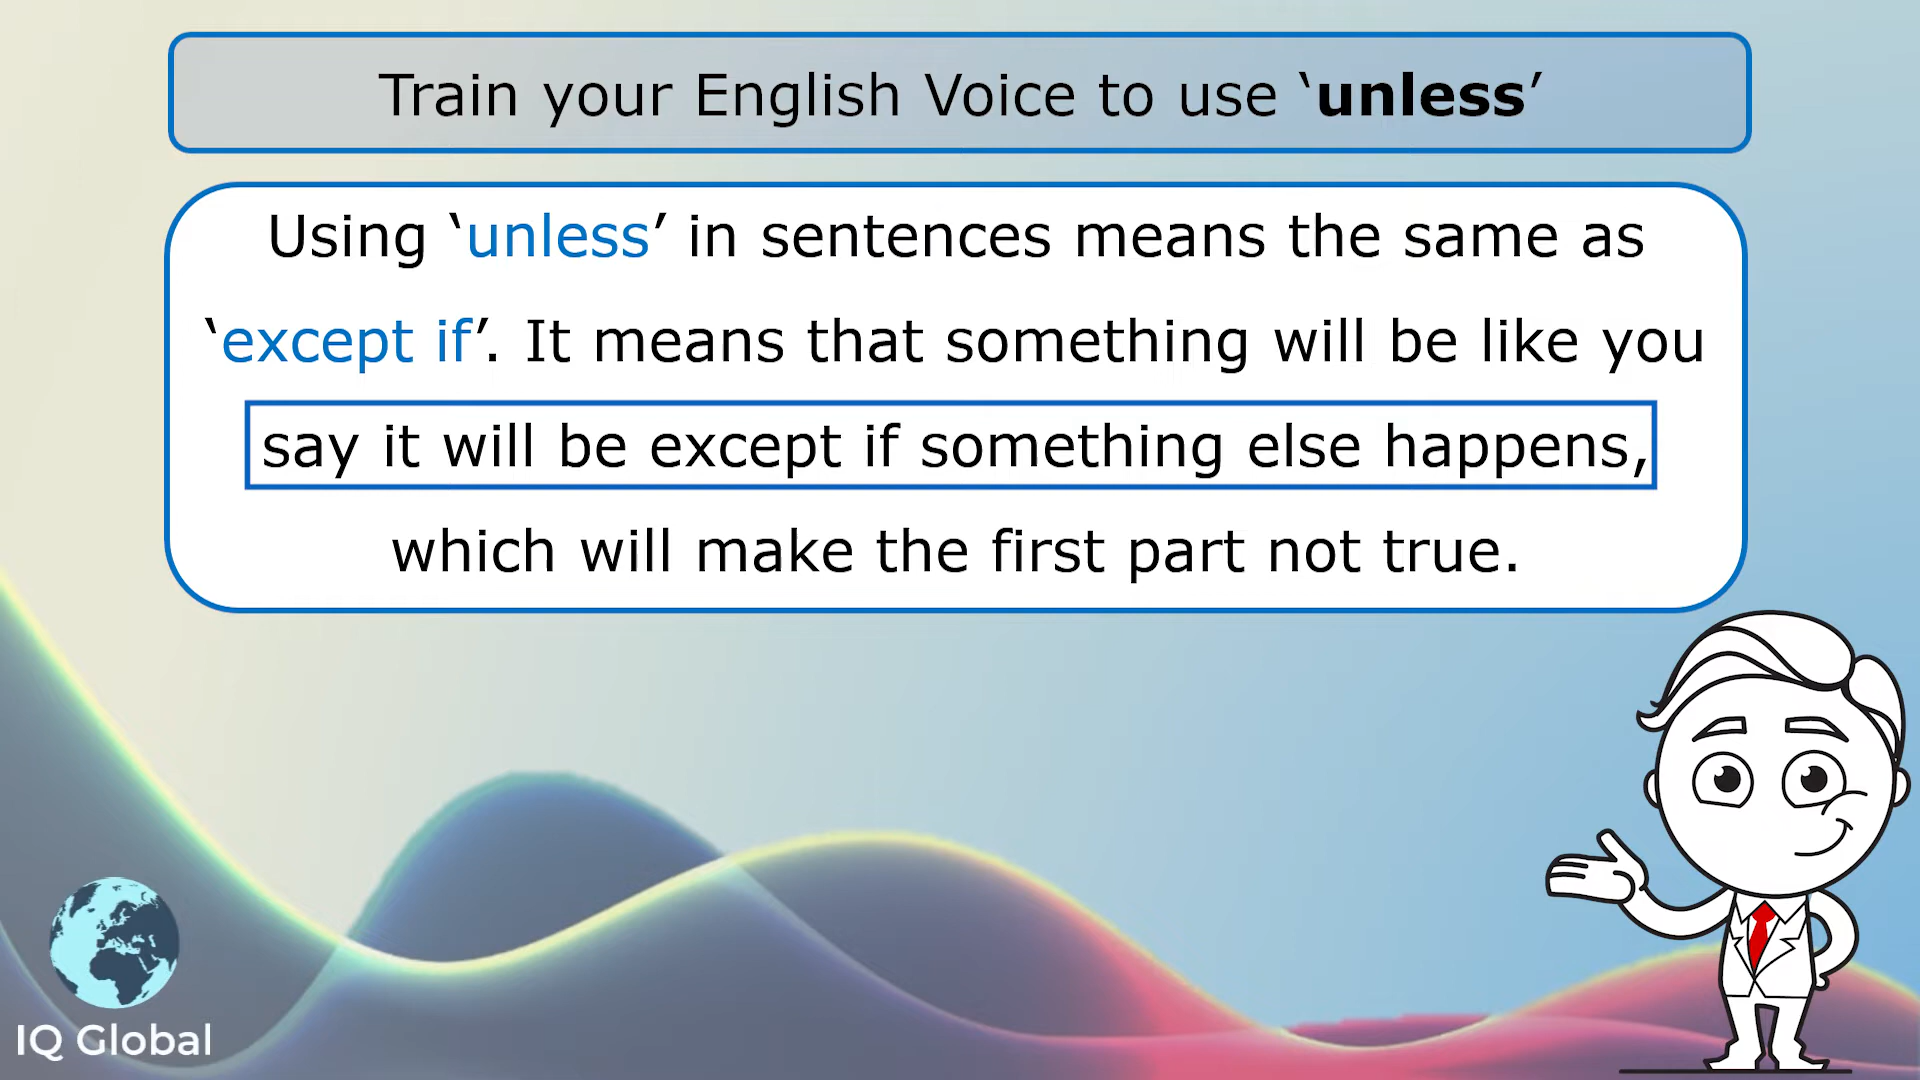 Train your English Voice to use ‘unless’
Using ‘unless’ in sentences means the same as
‘except if’. It means that something will be like you
say it will be except if something else happens,
which will make the first part not true.
IQ Global